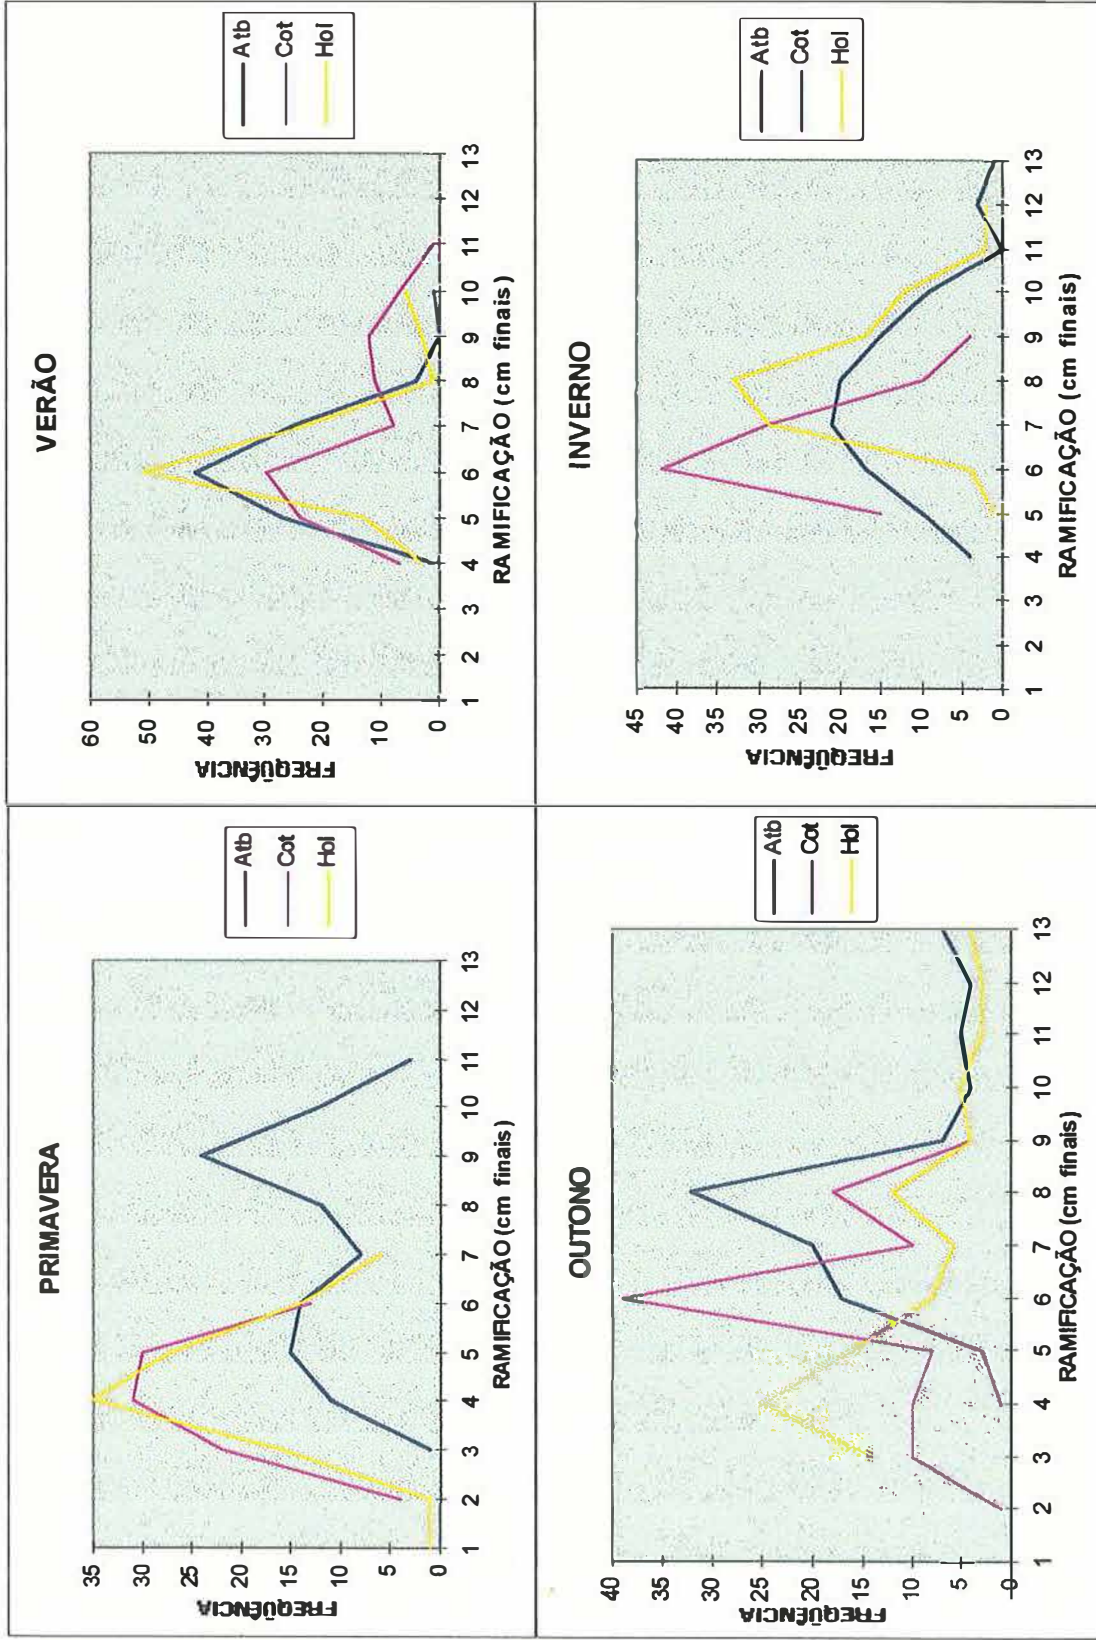 PRIMAVERA
FREQÜÊNCIA
35
30
25
20
15
10
5
0
1 2 3 4 5 6 7 8 9 10 11 12 13
RAMIFICAÇÃO (cm finais)
Atb
Cot
Hol
VERÃO
FREQÜÊNCIA
60
50
40
30
20
10
0
1 2 3 4 5 6 7 8 9 10 11 12 13
RAMIFICAÇÃO (cm finais)
Atb
Cot
Hol
OUTONO
FREQÜÊNCIA
40
35
30
25
20
15
10
5
0
1 2 3 4 5 6 7 8 9 10 11 12 13
RAMIFICAÇÃO (cm finais)
Atb
Cot
Hol
INVERNO
FREQÜÊNCIA
45
40
35
30
25
20
15
10
5
0
1 2 3 4 5 6 7 8 9 10 11 12 13
RAMIFICAÇÃO (cm finais)
Atb
Cot
Hol